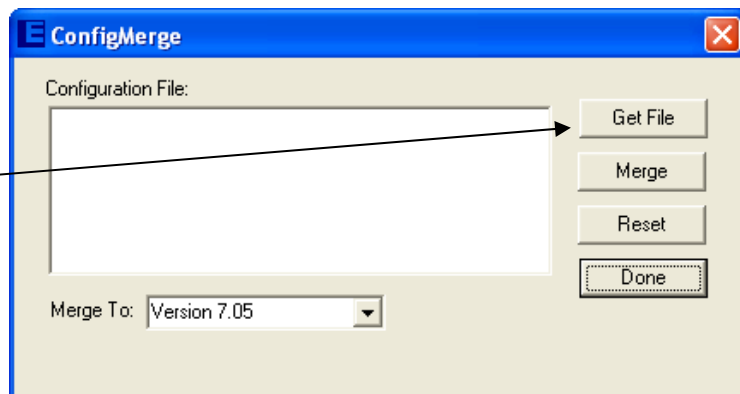 E ConfigMerge
Configuration File:
Get File
Merge
Reset
Done
Merge To: Version 7.05